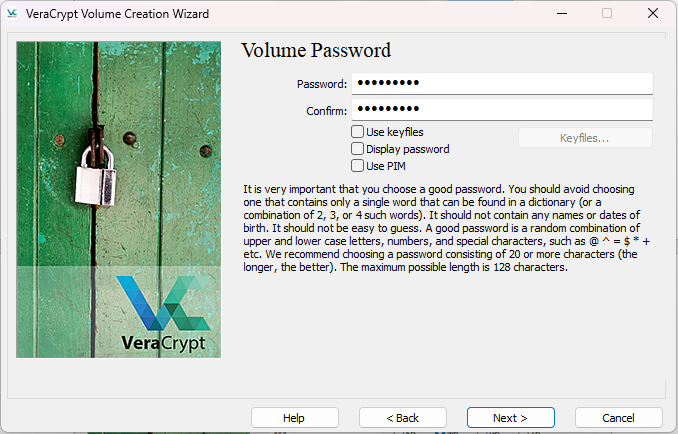 VeraCrypt Volume Creation Wizard
Volume Password
Password: •••••••••
Confirm: •••••••••
Use keyfiles
Keyfiles...
Display password
Use PIM
It is very important that you choose a good password. You should avoid choosing
one that contains only a single word that can be found in a dictionary (or a
combination of 2, 3, or 4 such words). It should not contain any names or dates of
birth. It should not be easy to guess. A good password is a random combination of
upper and lower case letters, numbers, and special characters, such as @ ^ = $ * +
etc. We recommend choosing a password consisting of 20 or more characters (the
longer, the better). The maximum possible length is 128 characters.
VeraCrypt
Help
< Back
Next >
Cancel